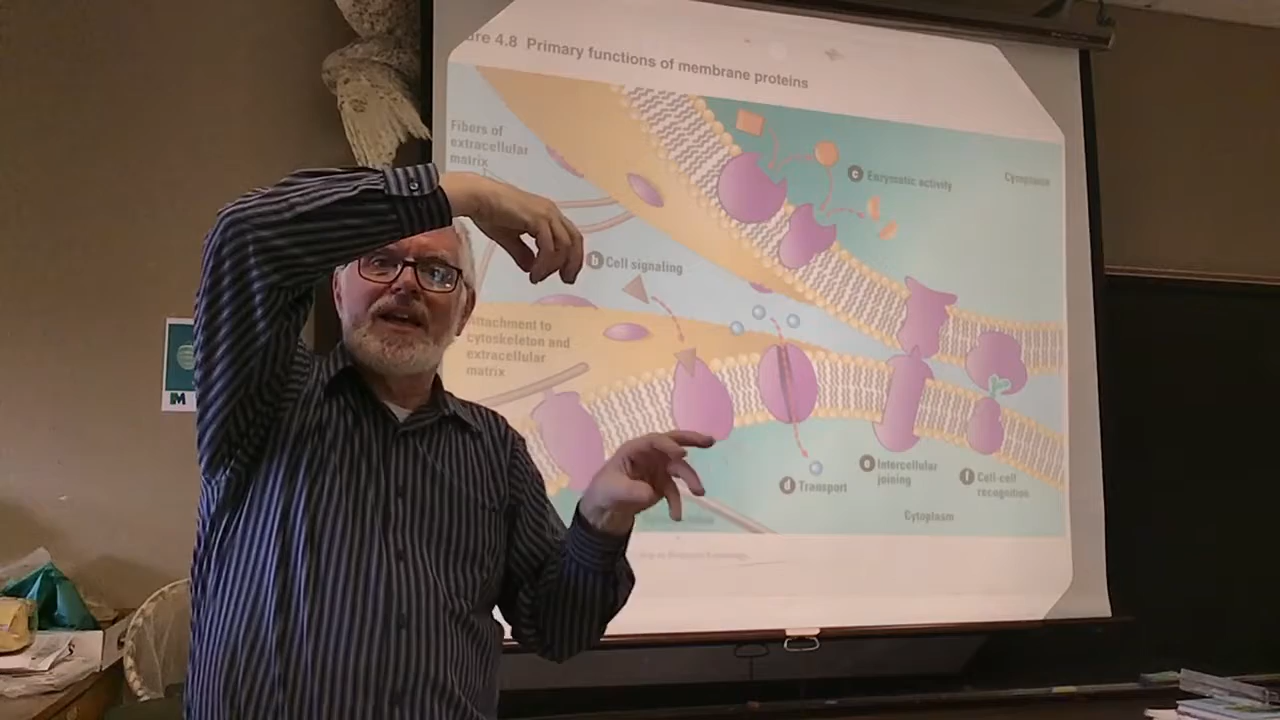 ure 4.8 Primary functions of membrane proteins
Fibers of
extracellular
matrix
c Enzymatic activity
Cytoplasm
b Cell signaling
Attachment to
cytoskeleton and
extracellular
matrix
d Transport
e Intercellular
joining
f Cell-cell
recognition
Cytoplasm
M